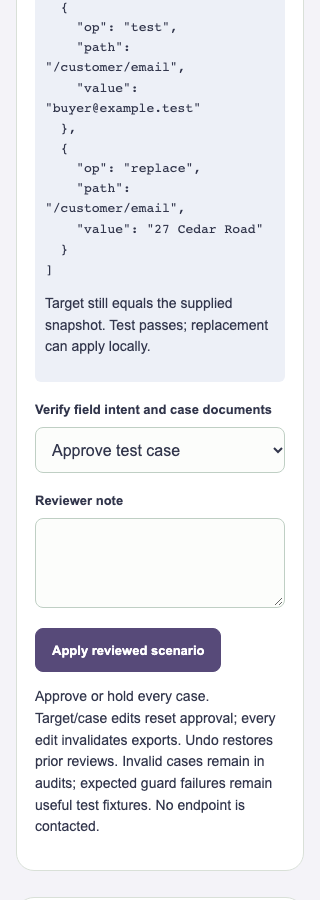 {
"op": "test",
"path":
"/customer/email",
"value":
"buyer@example.test"
},
{
"op": "replace",
"path":
"/customer/email",
"value": "27 Cedar Road"
}
]
Target still equals the supplied
snapshot. Test passes; replacement
can apply locally.
Verify field intent and case documents
Approve test case
Reviewer note
Apply reviewed scenario
Approve or hold every case.
Target/case edits reset approval; every
edit invalidates exports. Undo restores
prior reviews. Invalid cases remain in
audits; expected guard failures remain
useful test fixtures. No endpoint is
contacted.